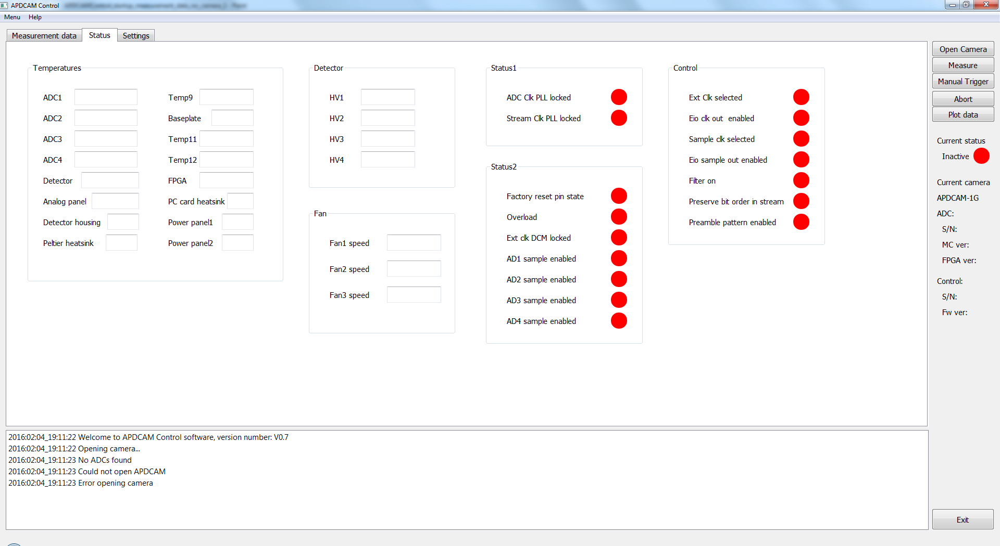 APDCAM Control
Menu Help
Measurement data Status Settings
Temperatures
ADC1
ADC2
ADC3
ADC4
Detector
Analog panel
Detector housing
Peltier heatsink
Temp9
Baseplate
Temp11
Temp12
FPGA
PC card heatsink
Power panel1
Power panel2
Detector
HV1
HV2
HV3
HV4
Fan
Fan1 speed
Fan2 speed
Fan3 speed
Status1
ADC Clk PLL locked
Stream Clk PLL locked
Status2
Factory reset pin state
Overload
Ext clk DCM locked
AD1 sample enabled
AD2 sample enabled
AD3 sample enabled
AD4 sample enabled
Control
Ext Clk selected
Eio clk out enabled
Sample clk selected
Eio sample out enabled
Filter on
Preserve bit order in stream
Preamble pattern enabled
Open Camera
Measure
Manual Trigger
Abort
Plot data
Current status
Inactive
Current camera
APDCAM-1G
ADC:
S/N:
MC ver:
FPGA ver:
Control:
S/N:
Fw ver:
2016:02:04_19:11:22 Welcome to APDCAM Control software, version number: V0.7
2016:02:04_19:11:22 Opening camera...
2016:02:04_19:11:23 No ADCs found
2016:02:04_19:11:23 Could not open APDCAM
2016:02:04_19:11:23 Error opening camera
Exit